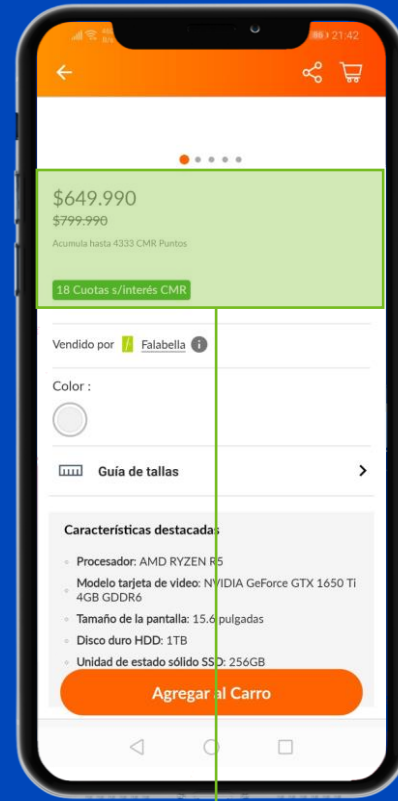 21:42
$649.990
$799.990
Acumula hasta 4333 CMR Puntos
18 Cuotas s/interés CMR
Vendido por Falabella
Color :
Guía de tallas
Características destacadas
Procesador: AMD RYZEN R5
Modelo tarjeta de video: NVIDIA GeForce GTX 1650 Ti
4GB GDDR6
Tamaño de la pantalla: 15.6 pulgadas
Disco duro HDD: 1TB
Unidad de estado sólido SSD: 256GB
Agregar al Carro